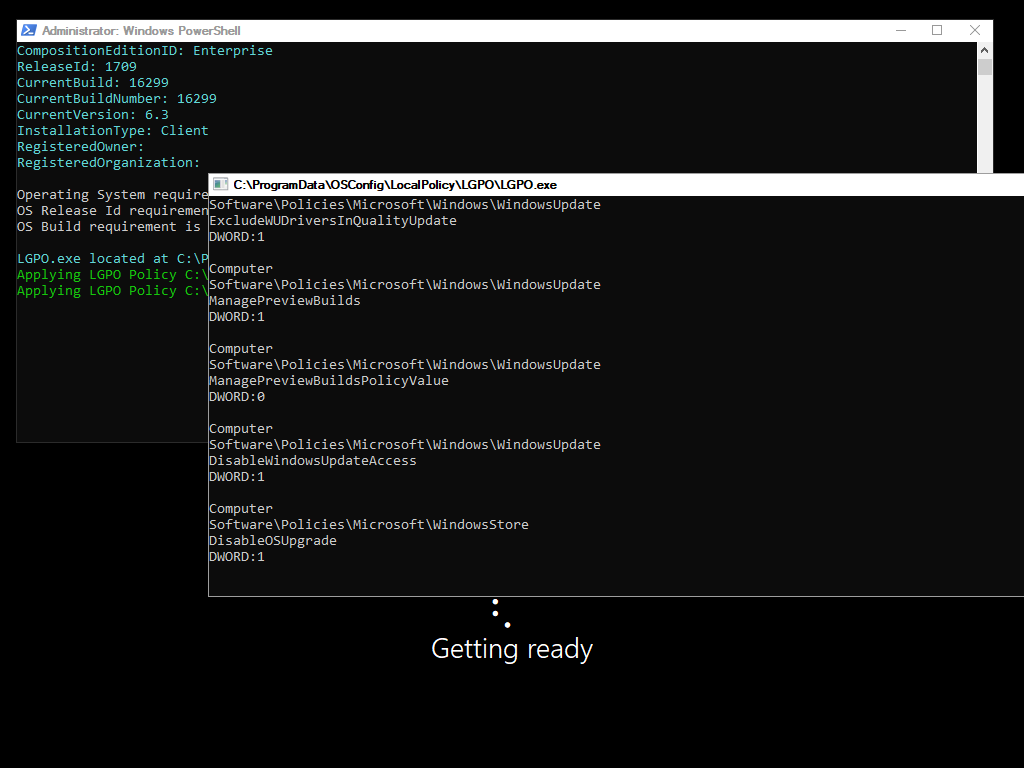 Administrator: Windows PowerShell
CompositionEditionID: Enterprise
ReleaseId: 1709
CurrentBuild: 16299
CurrentBuildNumber: 16299
CurrentVersion: 6.3
InstallationType: Client
RegisteredOwner:
RegisteredOrganization:
Operating System require
OS Release Id requiremen
OS Build requirement is
LGPO.exe located at C:\P
Applying LGPO Policy C:\
Applying LGPO Policy C:\
C:\ProgramData\OSConfig\LocalPolicy\LGPO\LGPO.exe
Software\Policies\Microsoft\Windows\WindowsUpdate
ExcludeWUDriversInQualityUpdate
DWORD:1
Computer
Software\Policies\Microsoft\Windows\WindowsUpdate
ManagePreviewBuilds
DWORD:1
Computer
Software\Policies\Microsoft\Windows\WindowsUpdate
ManagePreviewBuildsPolicyValue
DWORD:0
Computer
Software\Policies\Microsoft\Windows\WindowsUpdate
DisableWindowsUpdateAccess
DWORD:1
Computer
Software\Policies\Microsoft\WindowsStore
DisableOSUpgrade
DWORD:1
Getting ready